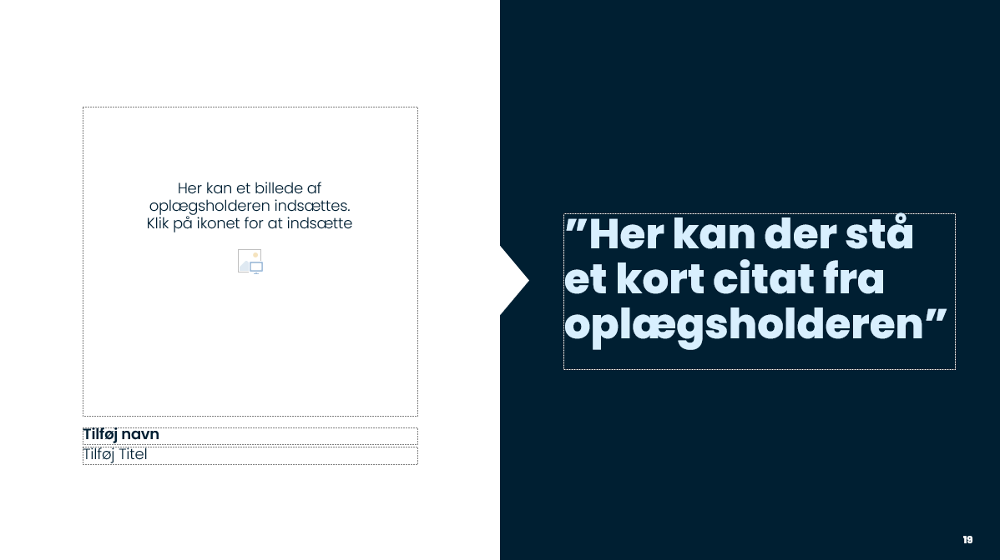 Her kan et billede af
oplægsholderen indsættes.
Klik på ikonet for at indsætte
Tilføj navn
Tilføj Titel
”Her kan der stå
et kort citat fra
oplægsholderen”
19